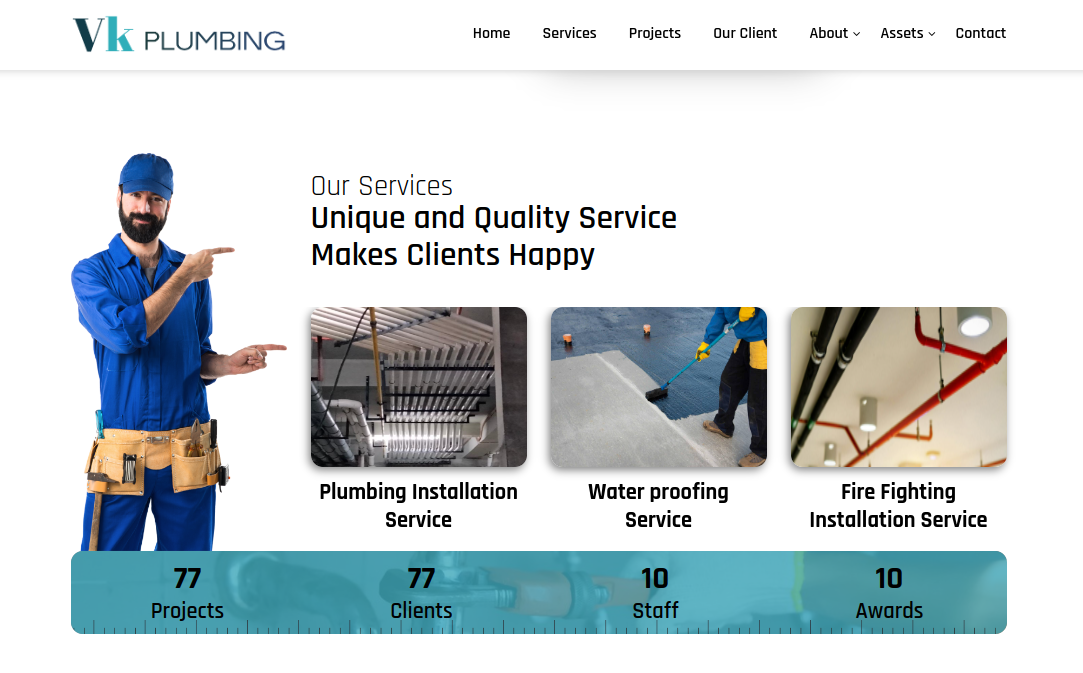 Vk PLUMBING
Home Services Projects Our Client About Assets Contact
Our Services
Unique and Quality Service
Makes Clients Happy
Plumbing Installation
Service
Water proofing
Service
Fire Fighting
Installation Service
77
Projects
77
Clients
10
Staff
10
Awards